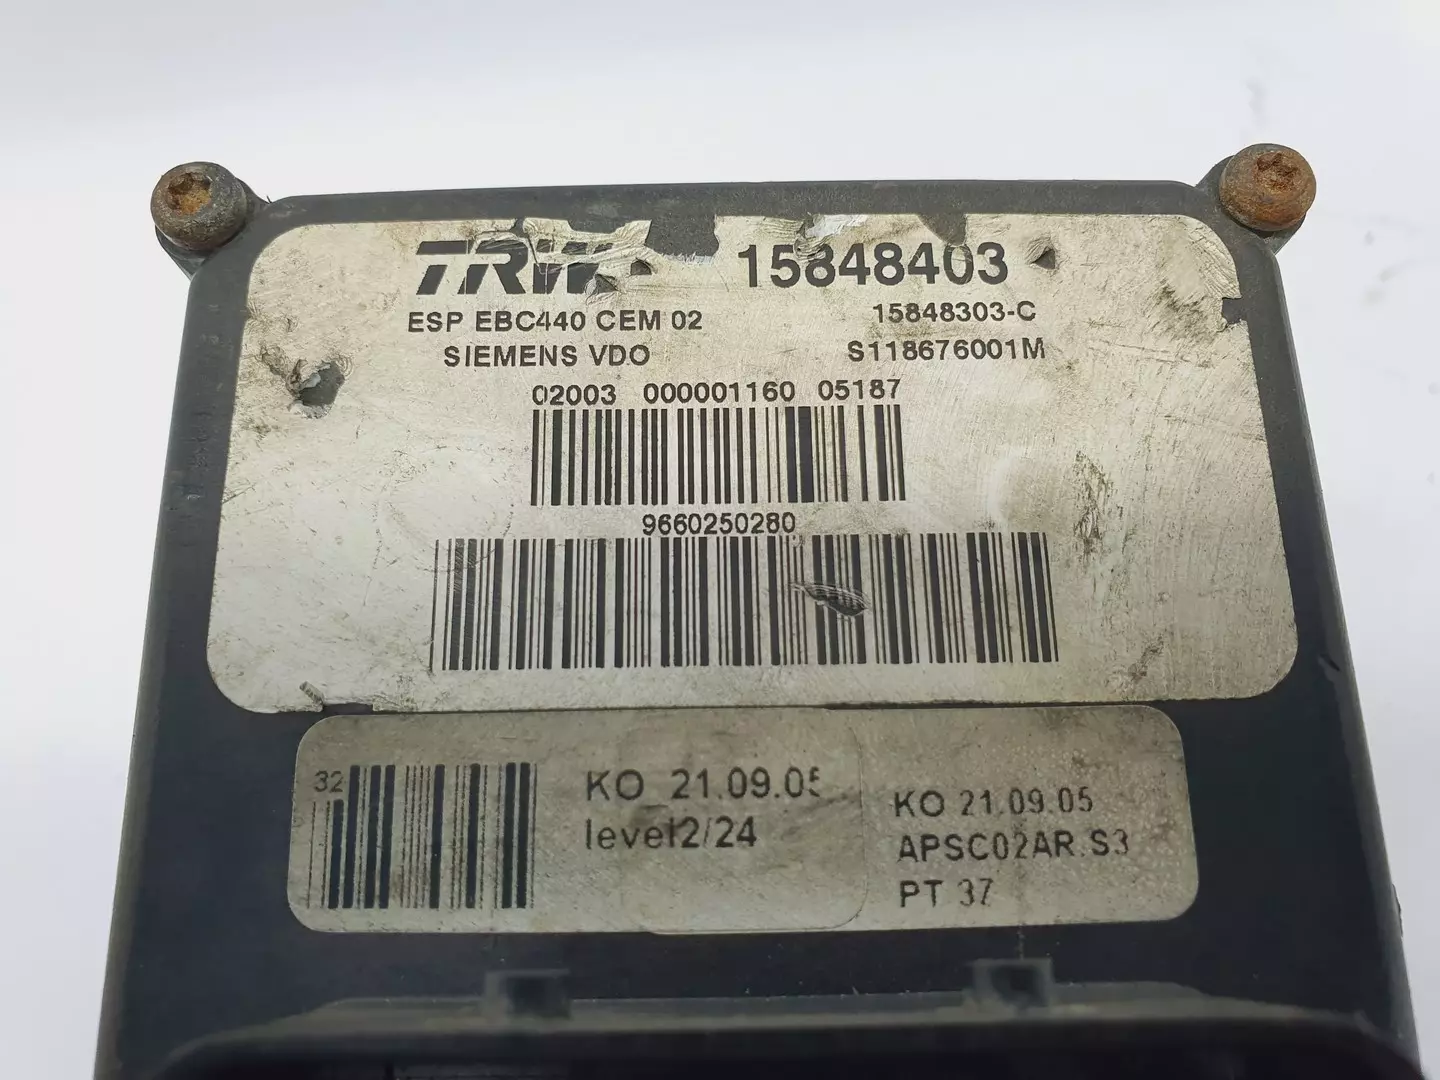 TRW 15848403
ESP EBC440 CEM 02 15848303-C
SIEMENS VDO S118676001M
02003 000001160 05187
9660250280
32
KO 21.09.05
level2/24
KO 21.09.05
APSC02AR.S3
PT 37